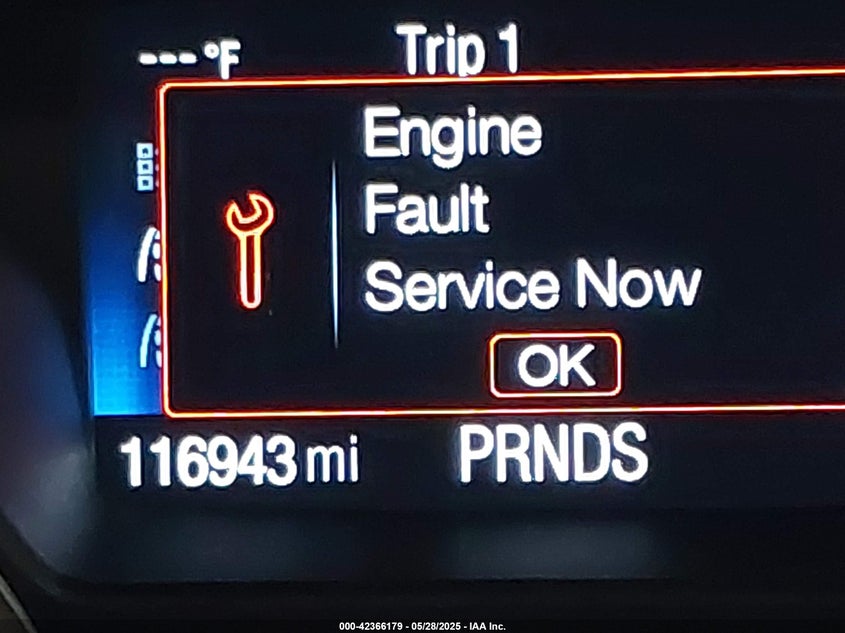 ---°F
Trip 1
Engine
Fault
Service Now
OK
116943 mi
PRNDS
000-42366179 - 05/28/2025 - IAA Inc.